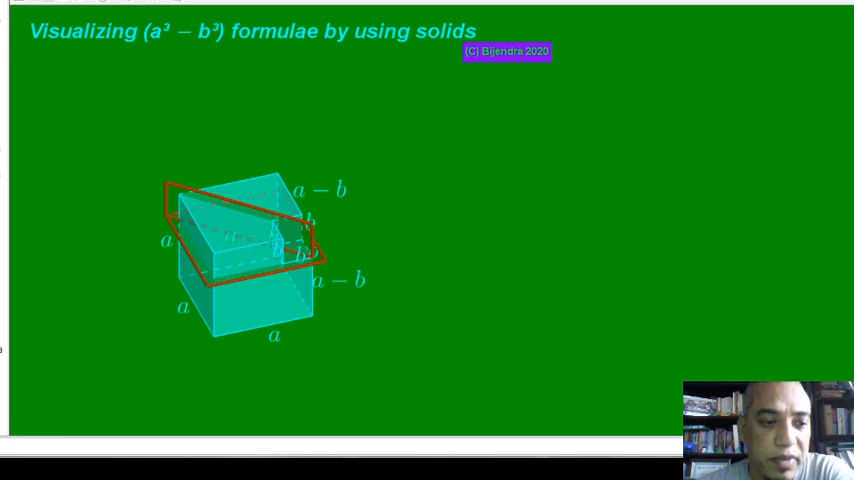 Visualizing (a³ − b³) formulae by using solids
(C) Bijendra 2020
a − b
b
a
a
b
b
a − b
a
a